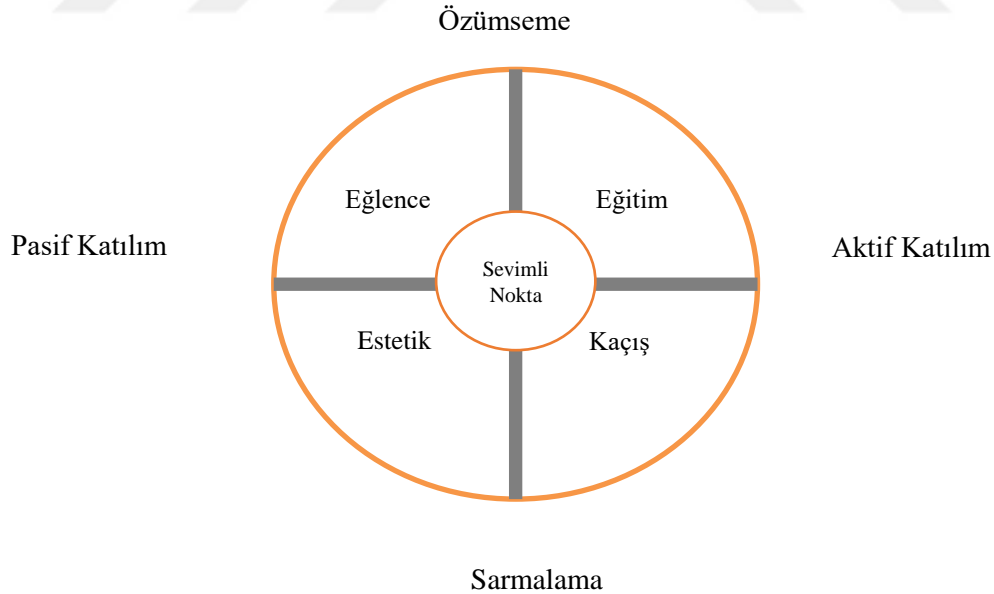 Özümseme
Eğlence
Eğitim
Pasif Katılım
Aktif Katılım
Sevimli
Nokta
Estetik
Kaçış
Sarmalama